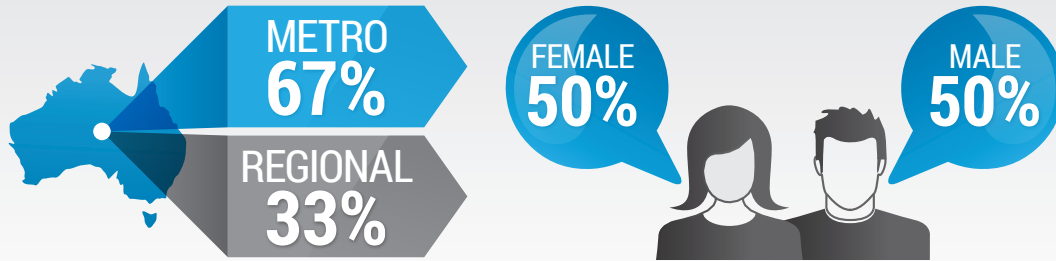 METRO
67%
REGIONAL
33%
FEMALE
50%
MALE
50%